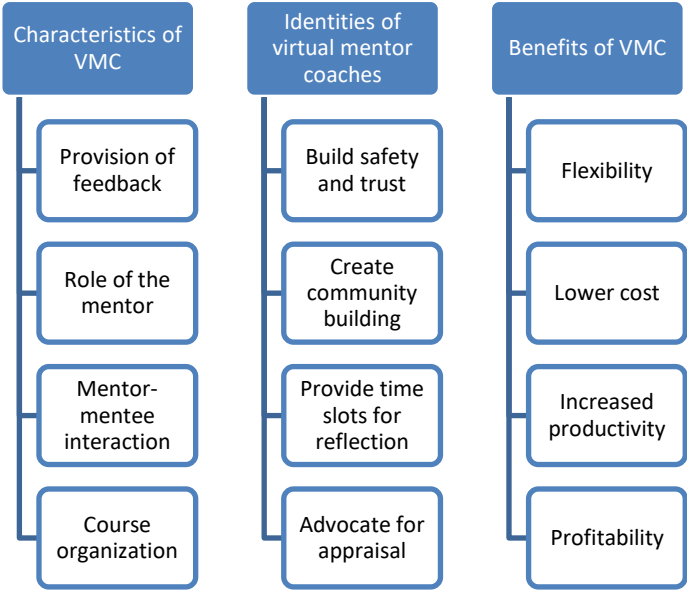 Characteristics of
VMC
Provision of
feedback
Role of the
mentor
Mentor-
mentee
interaction
Course
organization
Identities of
virtual mentor
coaches
Build safety
and trust
Create
community
building
Provide time
slots for
reflection
Advocate for
appraisal
Benefits of VMC
Flexibility
Lower cost
Increased
productivity
Profitability